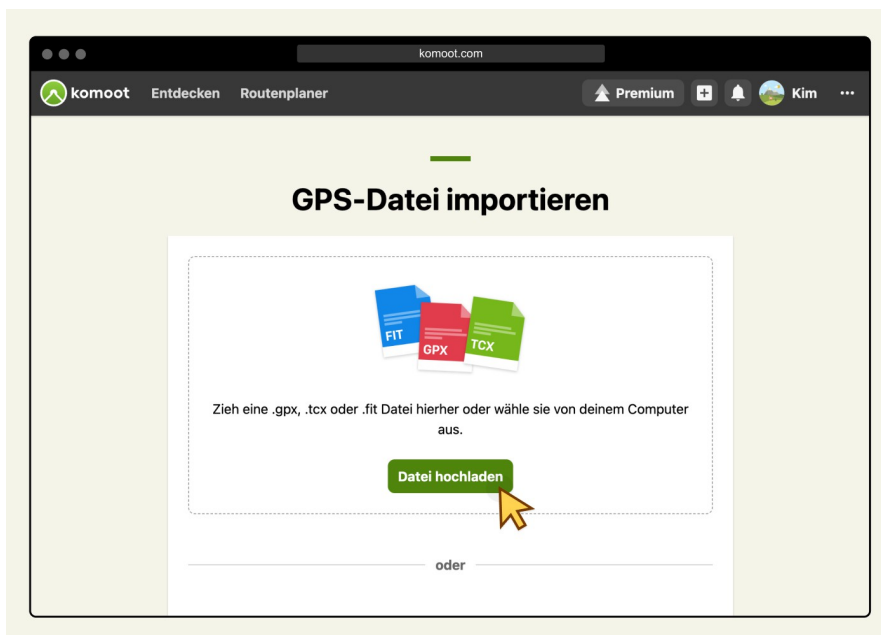 komoot.com
komoot Entdecken Routenplaner Premium Kim
GPS-Datei importieren
FIT GPX TCX
Zieh eine .gpx, .tcx oder .fit Datei hierher oder wähle sie von deinem Computer
aus.
Datei hochladen
oder